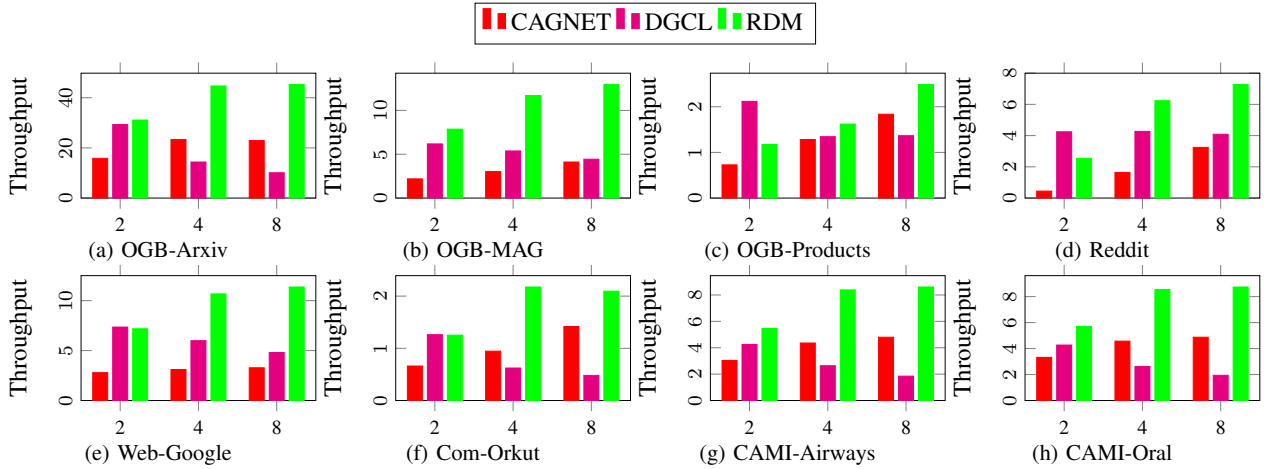 CAGNET DGCL RDM
Throughput
0 20 40
2 4 8
(a) OGB-Arxiv
Throughput
0 5 10
2 4 8
(b) OGB-MAG
Throughput
0 1 2
2 4 8
(c) OGB-Products
Throughput
0 2 4 6 8
2 4 8
(d) Reddit
Throughput
0 5 10
2 4 8
(e) Web-Google
Throughput
0 1 2
2 4 8
(f) Com-Orkut
Throughput
0 2 4 6 8
2 4 8
(g) CAMI-Airways
Throughput
0 2 4 6 8
2 4 8
(h) CAMI-Oral